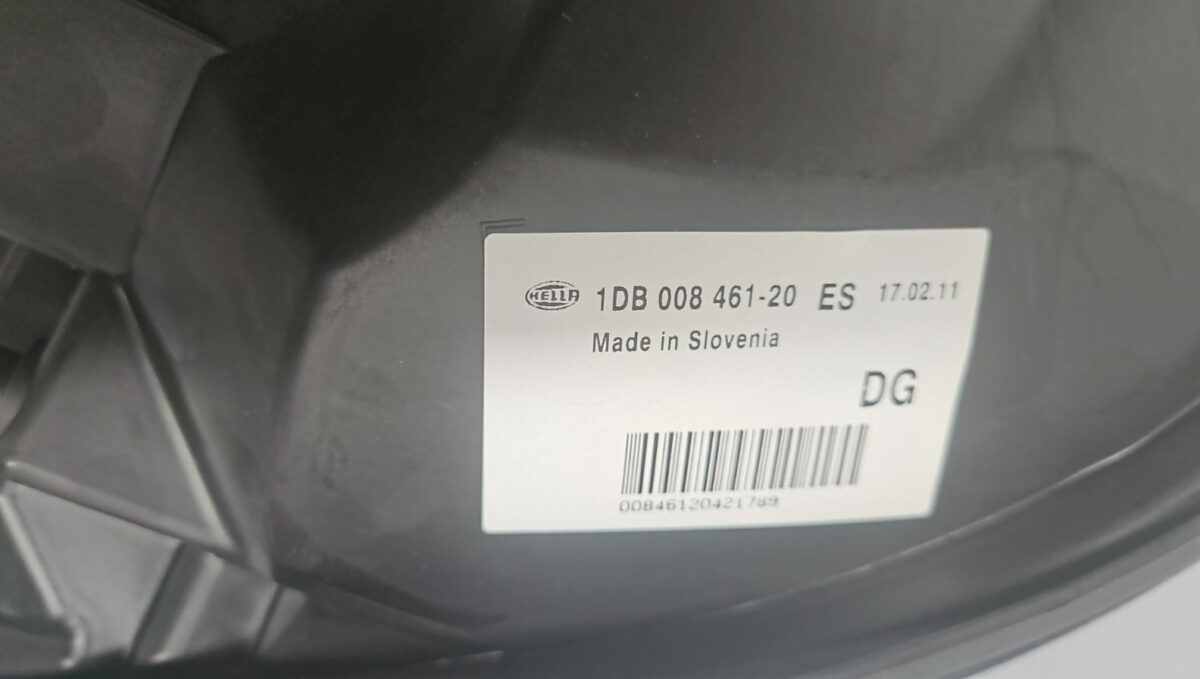 HELLA 1DB 008 461-20 ES 17.02.11
Made in Slovenia
DG
00846120421789